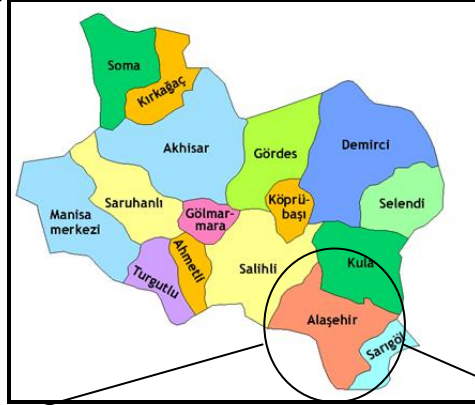 Soma
Kırkağaç
Akhisar
Gördes
Demirci
Saruhanlı
Gölmar-
mara
Köprü-
başı
Selendi
Manisa
merkezi
Turgutlu
Ahmetli
Salihli
Kula
Alaşehir
Sarıgöl